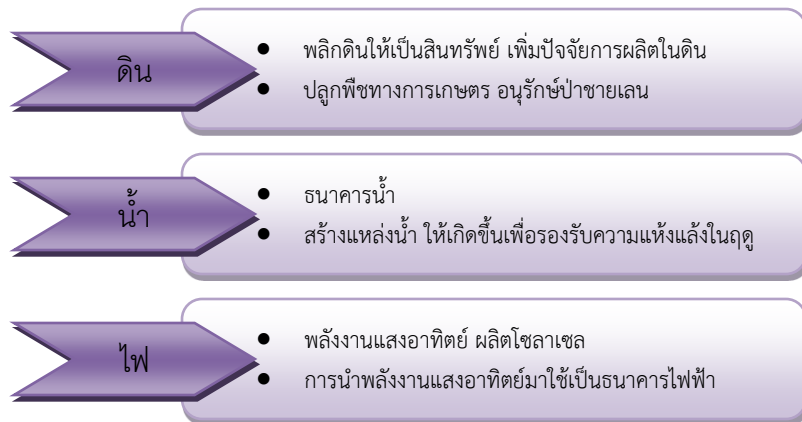 ดิน
● พลิกดินให้เป็นสินทรัพย์ เพิ่มปัจจัยการผลิตในดิน
● ปลูกพืชทางการเกษตร อนุรักษ์ป่าชายเลน
น้ำ
● ธนาคารน้ำ
● สร้างแหล่งน้ำ ให้เกิดขึ้นเพื่อรองรับความแห้งแล้งในฤดู
ไฟ
● พลังงานแสงอาทิตย์ ผลิตโซลาเซล
● การนำพลังงานแสงอาทิตย์มาใช้เป็นธนาคารไฟฟ้า